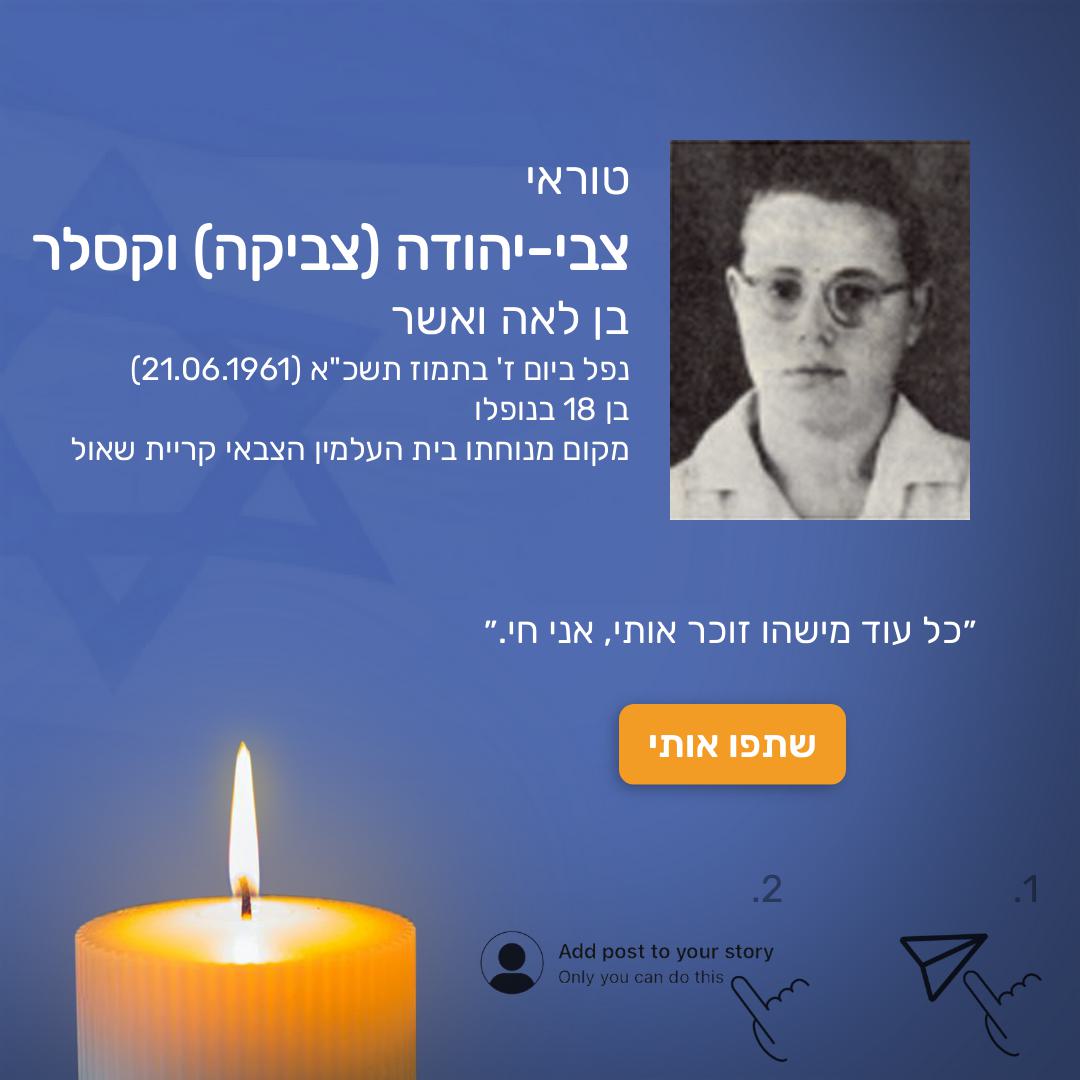 טוראי
צבי-יהודה (צביקה) וקסלר
בן לאה ואשר
נפל ביום ז' בתמוז תשכ"א (21.06.1961)
בן 18 בנופלו
מקום מנוחתו בית העלמין הצבאי קריית שאול
״כל עוד מישהו זוכר אותי, אני חי.״
שתפו אותי
.1
.2
Add post to your story
Only you can do this